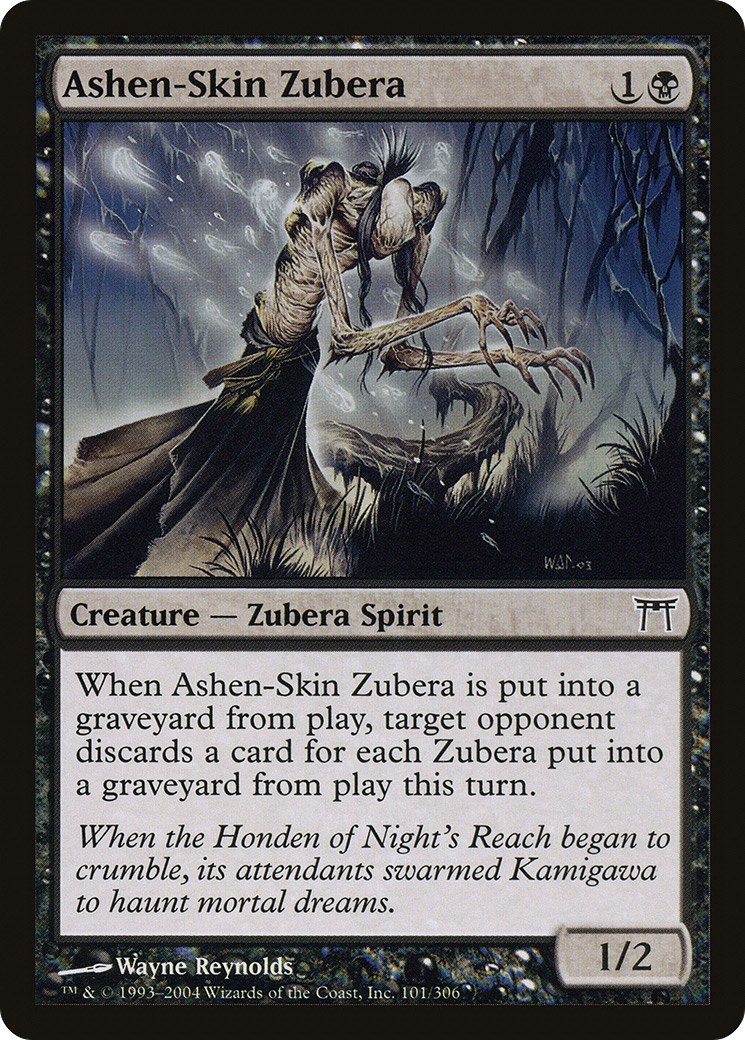 Ashen-Skin Zubera 1
WAR.03
Creature — Zubera Spirit
When Ashen-Skin Zubera is put into a
graveyard from play, target opponent
discards a card for each Zubera put into
a graveyard from play this turn.
When the Honden of Night's Reach began to
crumble, its attendants swarmed Kamigawa
to haunt mortal dreams.
1/2
Wayne Reynolds
™ & © 1993–2004 Wizards of the Coast, Inc. 101/306